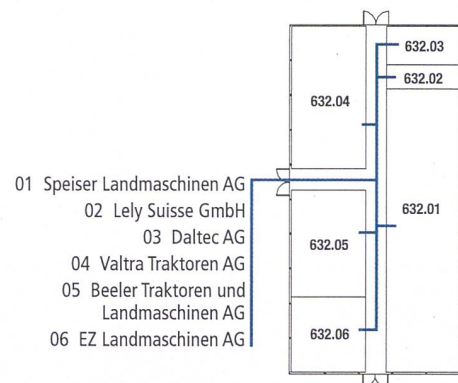 632.03
632.02
632.04
01 Speiser Landmaschinen AG
02 Lely Suisse GmbH
632.01
03 Daltec AG
632.05
04 Valtra Traktoren AG
05 Beeler Traktoren und
Landmaschinen AG
06 EZ Landmaschinen AG
632.06